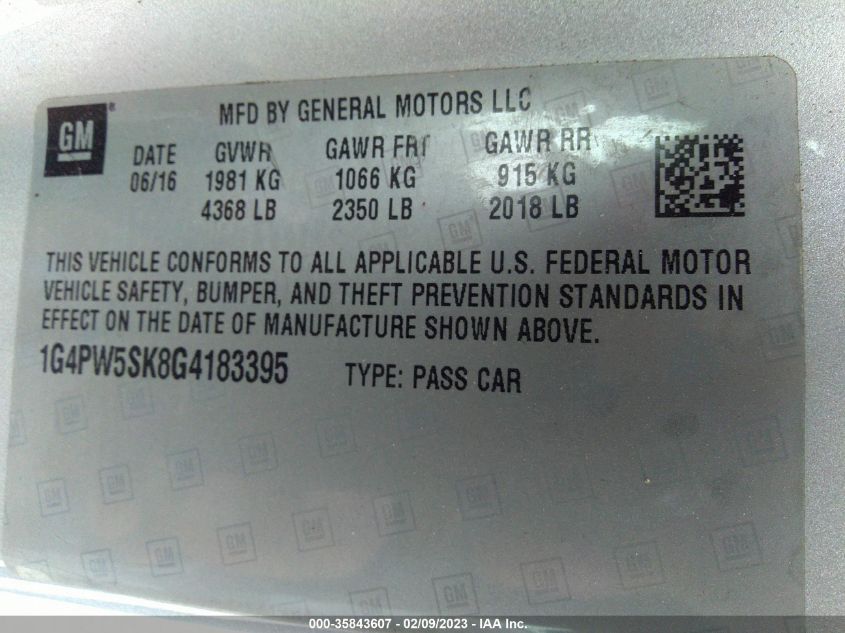 GM ® MFD BY GENERAL MOTORS LLC
DATE GVWR GAWR FRT GAWR RR
06/16 1981 KG 1066 KG 915 KG
4368 LB 2350 LB 2018 LB
THIS VEHICLE CONFORMS TO ALL APPLICABLE U.S. FEDERAL MOTOR
VEHICLE SAFETY, BUMPER, AND THEFT PREVENTION STANDARDS IN
EFFECT ON THE DATE OF MANUFACTURE SHOWN ABOVE.
1G4PW5SK8G4183395 TYPE: PASS CAR
000-35843607 - 02/09/2023 - IAA Inc.